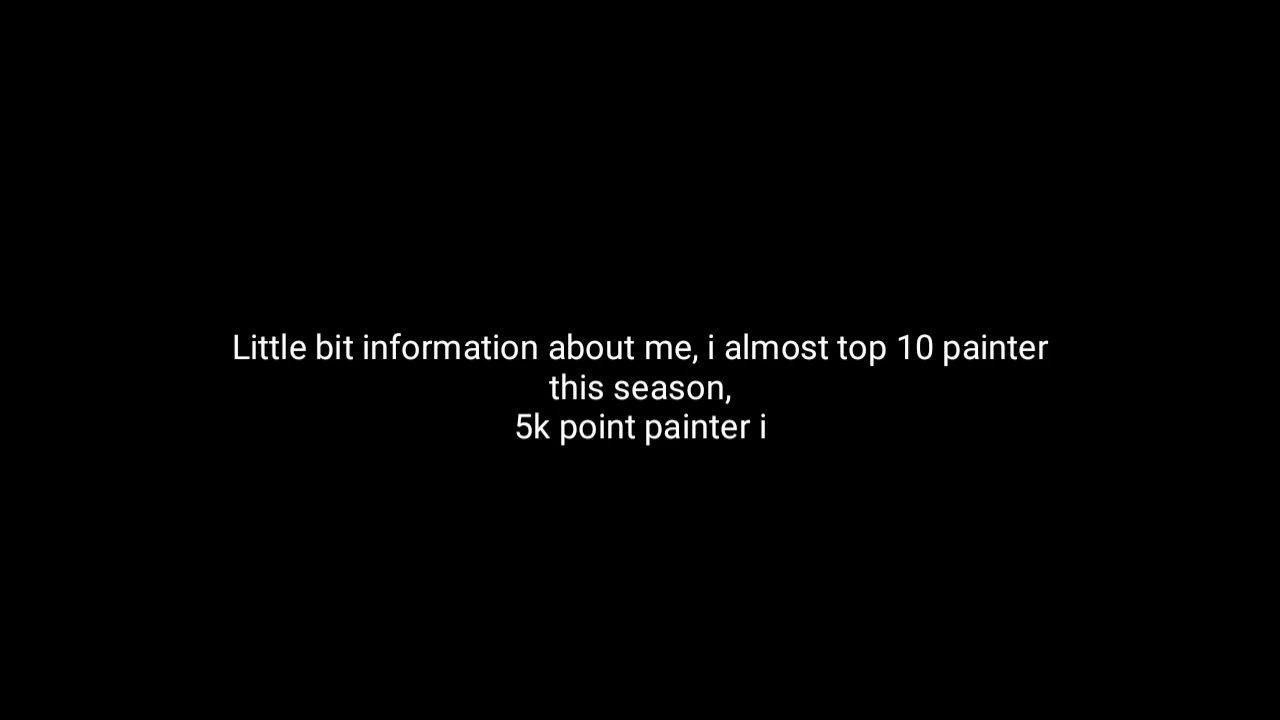 Little bit information about me, i almost top 10 painter
this season,
5k point painter i